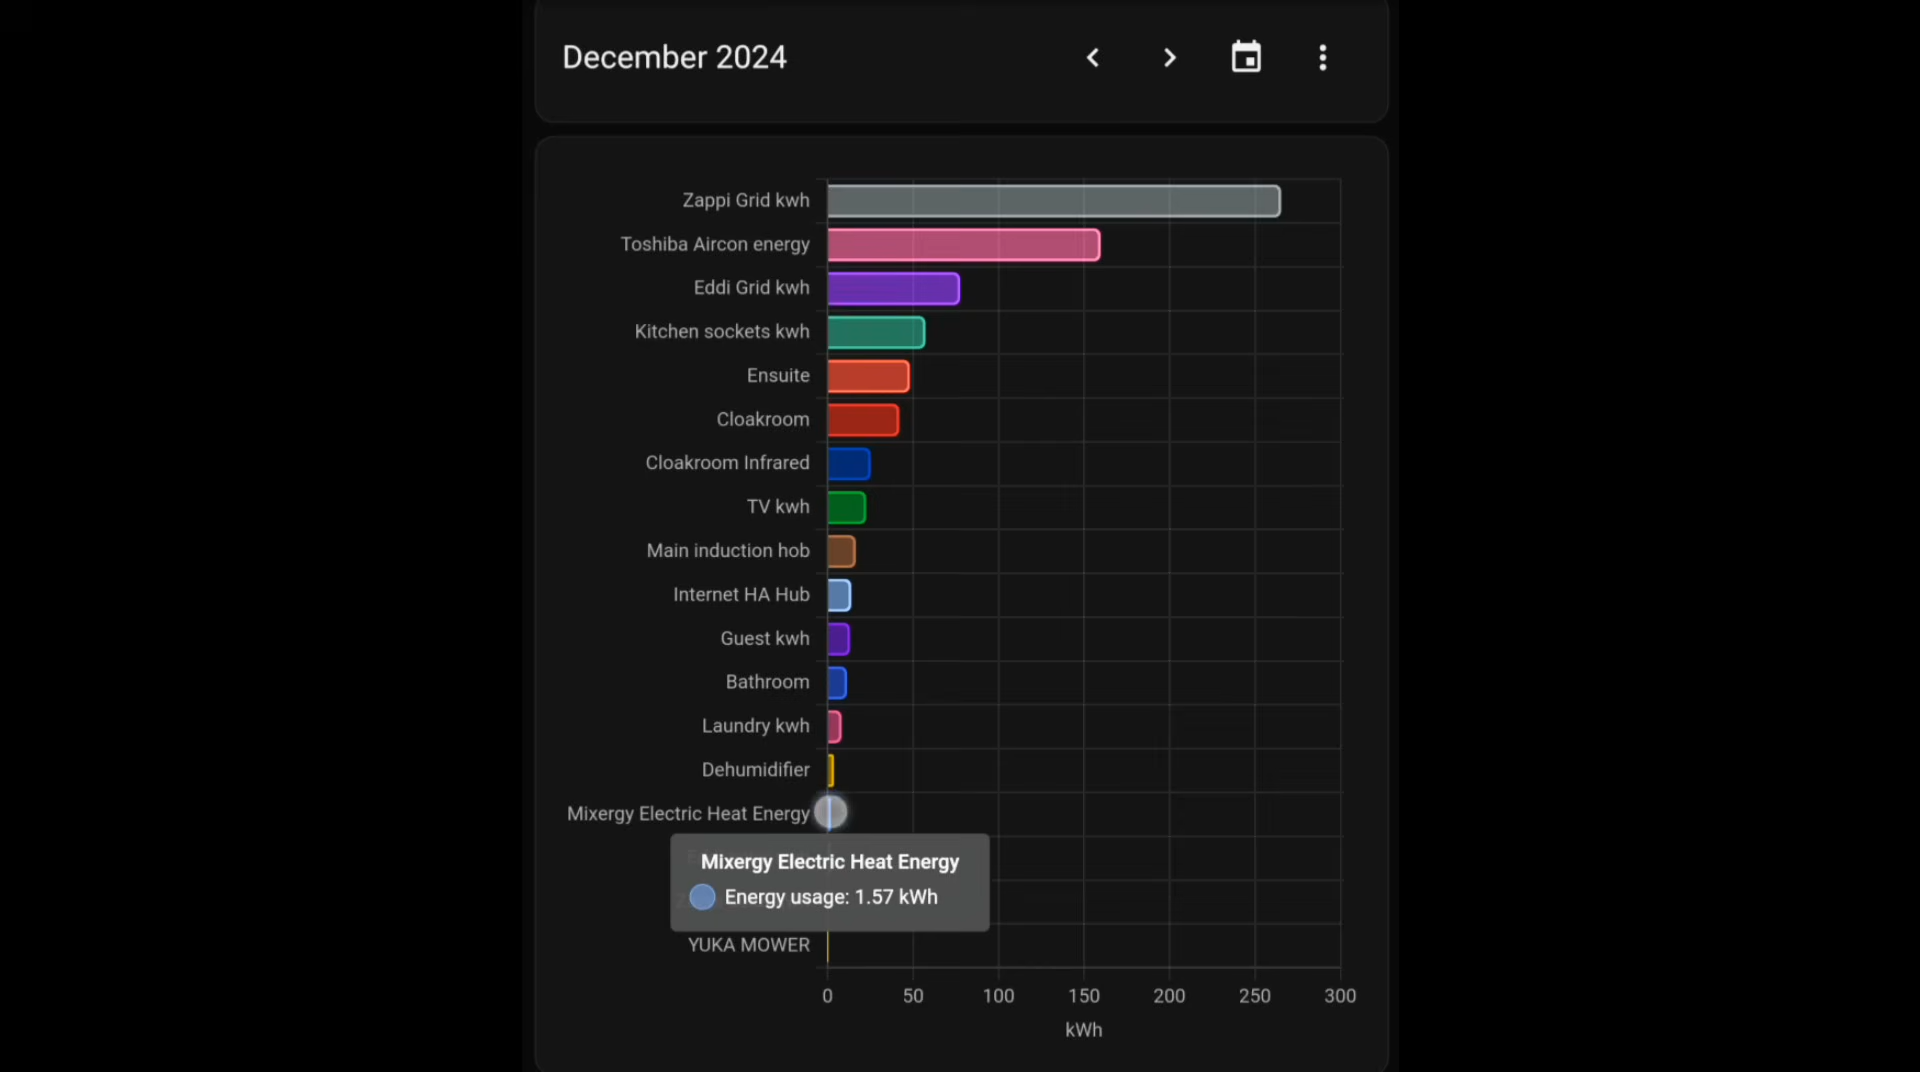 December 2024
Zappi Grid kwh
Toshiba Aircon energy
Eddi Grid kwh
Kitchen sockets kwh
Ensuite
Cloakroom
Cloakroom Infrared
TV kwh
Main induction hob
Internet HA Hub
Guest kwh
Bathroom
Laundry kwh
Dehumidifier
Mixergy Electric Heat Energy
Mixergy Electric Heat Energy
Energy usage: 1.57 kWh
YUKA MOWER
0 50 100 150 200 250 300
kWh